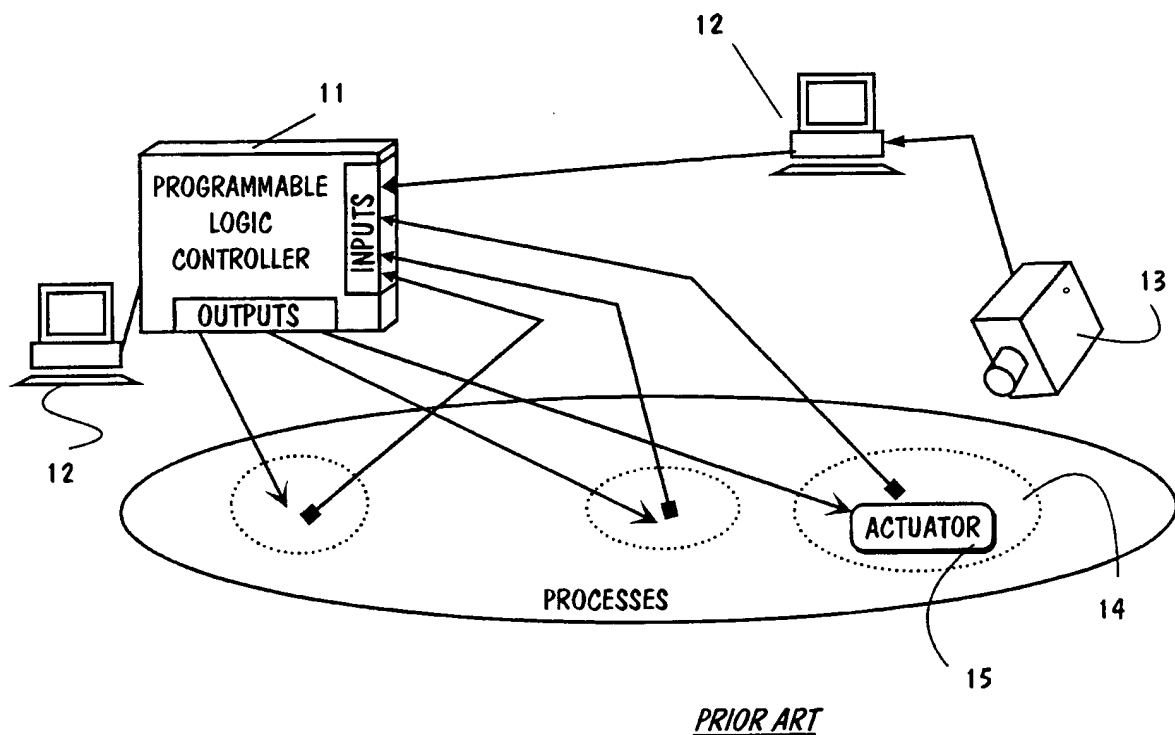 12
11
PROGRAMMABLE
LOGIC
CONTROLLER
INPUTS
OUTPUTS
13
12
ACTUATOR
PROCESSES
14
15
PRIOR ART